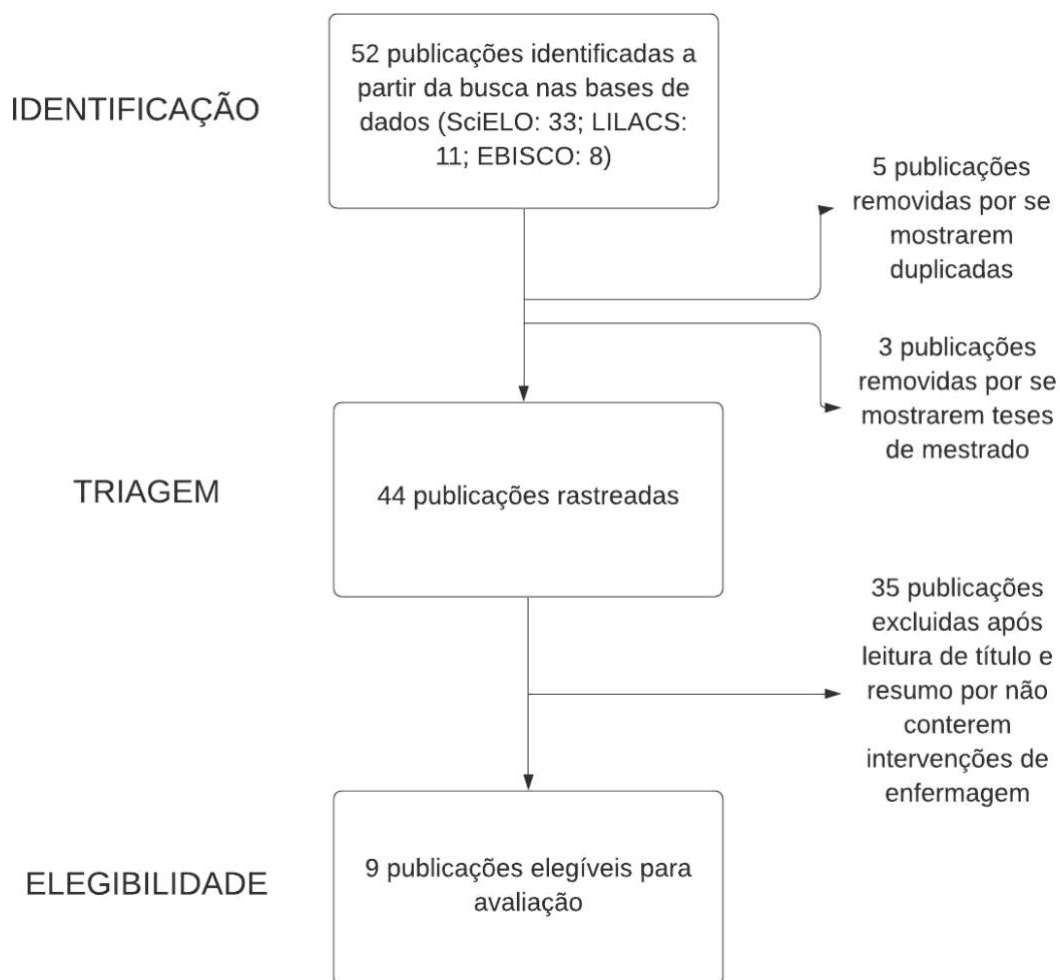 IDENTIFICAÇÃO
52 publicações identificadas a
partir da busca nas bases de
dados (SciELO: 33; LILACS:
11; EBISCO: 8)
5 publicações
removidas por se
mostrarem
duplicadas
3 publicações
removidas por se
mostrarem teses
de mestrado
TRIAGEM
44 publicações rastreadas
35 publicações
excluidas após
leitura de título e
resumo por não
conterem
intervenções de
enfermagem
ELEGIBILIDADE
9 publicações elegíveis para
avaliação